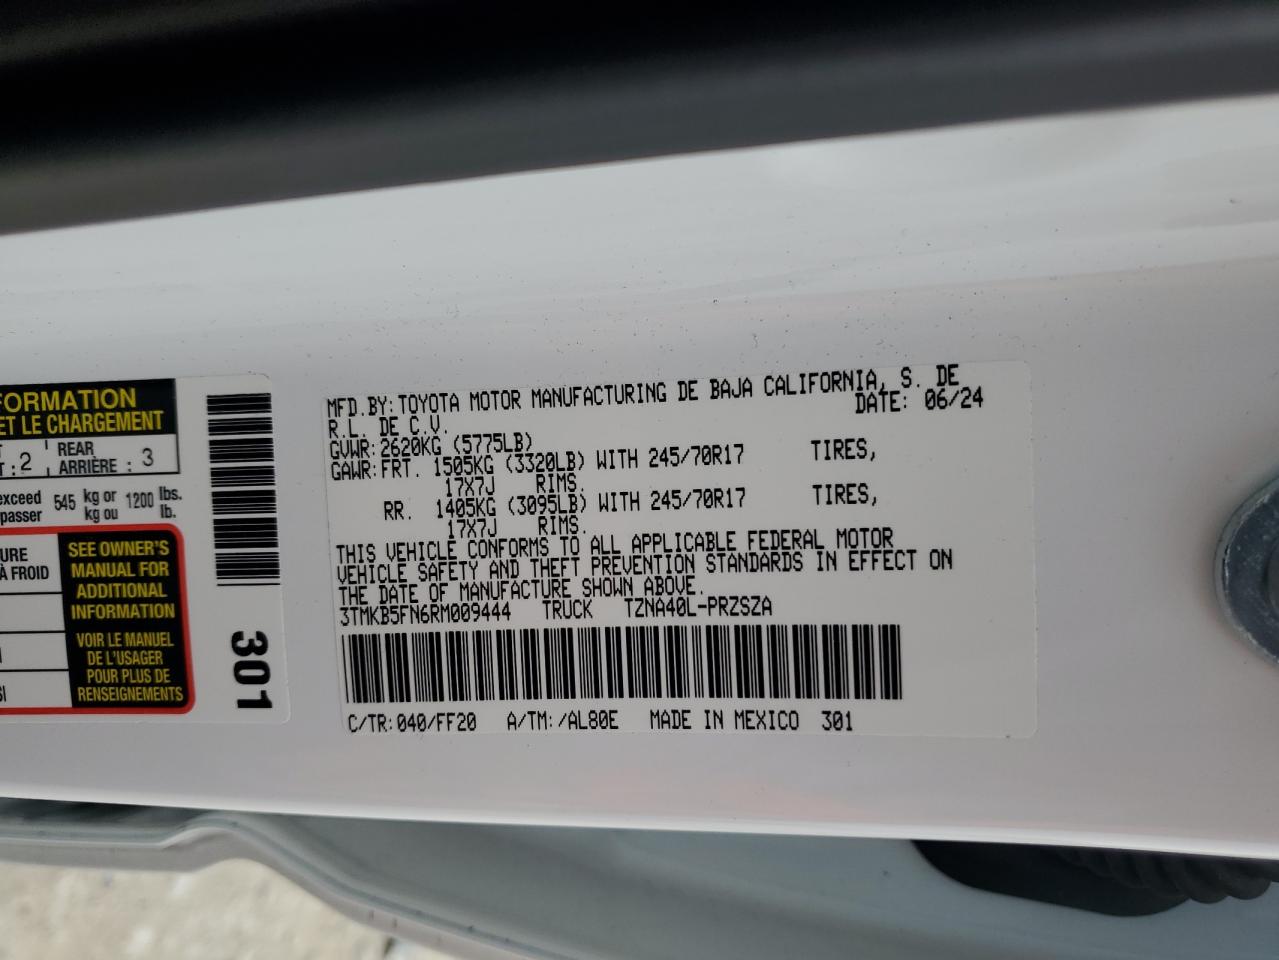 FORMATION
ET LE CHARGEMENT
: 2 REAR
ARRIÈRE : 3
exceed 545 kg or 1200 lbs.
passer kg ou lb.
URE
À FROID
SEE OWNER'S
MANUAL FOR
ADDITIONAL
INFORMATION
VOIR LE MANUEL
DE L'USAGER
POUR PLUS DE
RENSEIGNEMENTS
301
MFD.BY:TOYOTA MOTOR MANUFACTURING DE BAJA CALIFORNIA, S. DE
R.L. DE C.V. DATE: 06/24
GVWR:2620KG (5775LB)
GAWR:FRT. 1505KG (3320LB) WITH 245/70R17 TIRES,
17X7J RIMS.
RR. 1405KG (3095LB) WITH 245/70R17 TIRES,
17X7J RIMS.
THIS VEHICLE CONFORMS TO ALL APPLICABLE FEDERAL MOTOR
VEHICLE SAFETY AND THEFT PREVENTION STANDARDS IN EFFECT ON
THE DATE OF MANUFACTURE SHOWN ABOVE.
3TMKB5FN6RM009444 TRUCK TZNA40L-PRZSZA
C/TR:040/FF20 A/TM:/AL80E MADE IN MEXICO 301